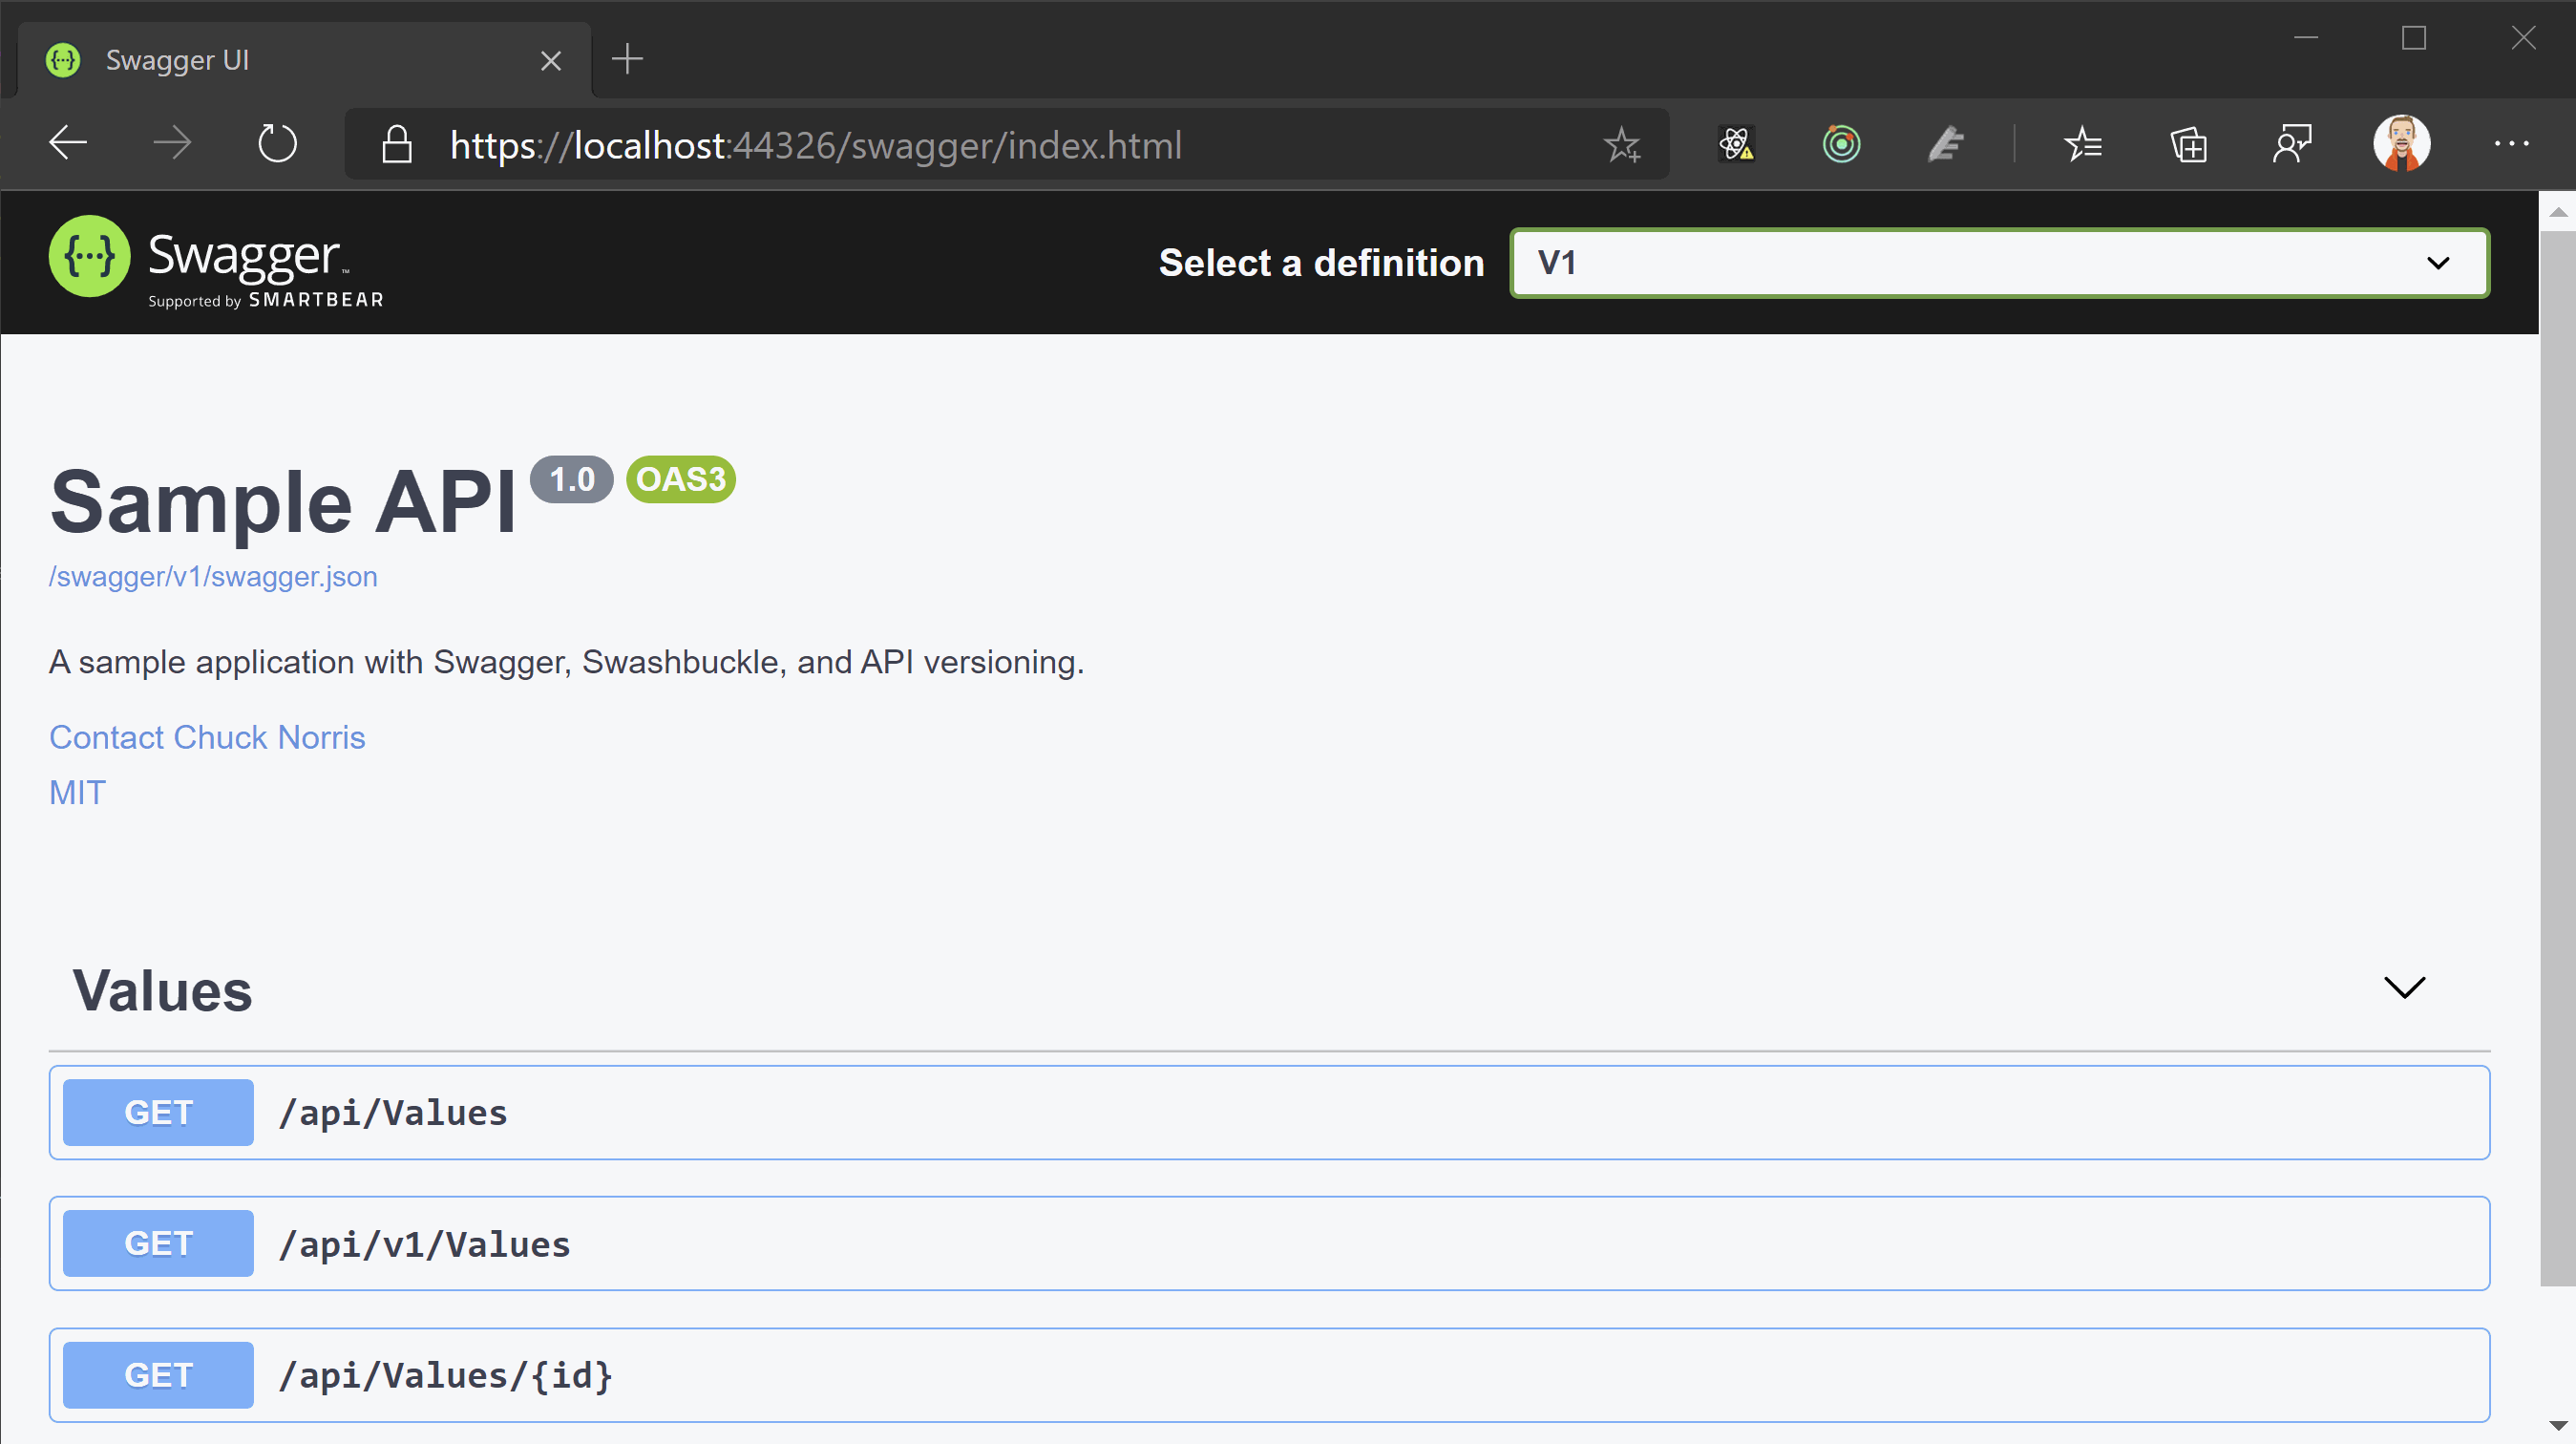 Swagger UI
https://localhost:44326/swagger/index.html
{···} Swagger™
Supported by SMARTBEAR
Select a definition
V1
Sample API 1.0 OAS3
/swagger/v1/swagger.json
A sample application with Swagger, Swashbuckle, and API versioning.
Contact Chuck Norris
MIT
Values
GET /api/Values
GET /api/v1/Values
GET /api/Values/{id}